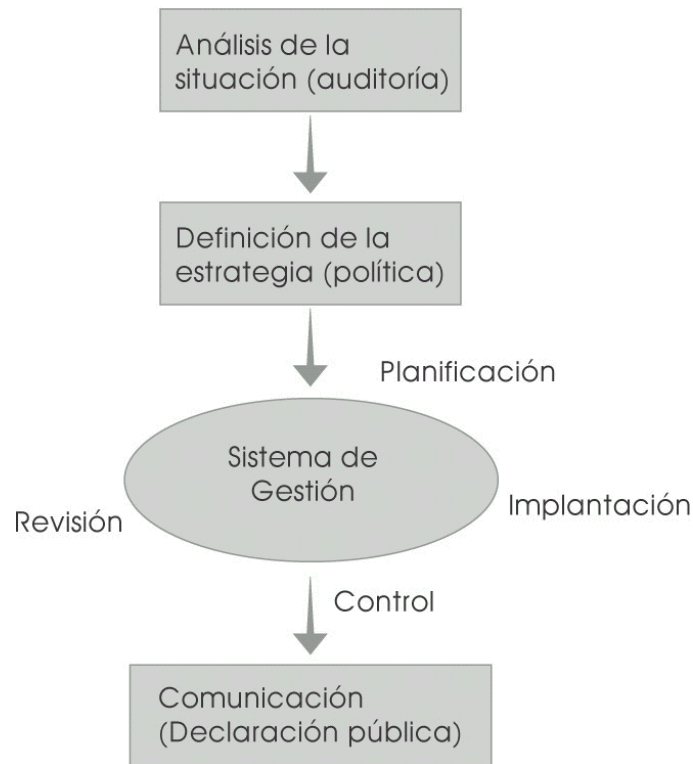 Análisis de la
situación (auditoría)
Definición de la
estrategia (política)
Planificación
Sistema de
Gestión
Implantación
Revisión
Control
Comunicación
(Declaración pública)